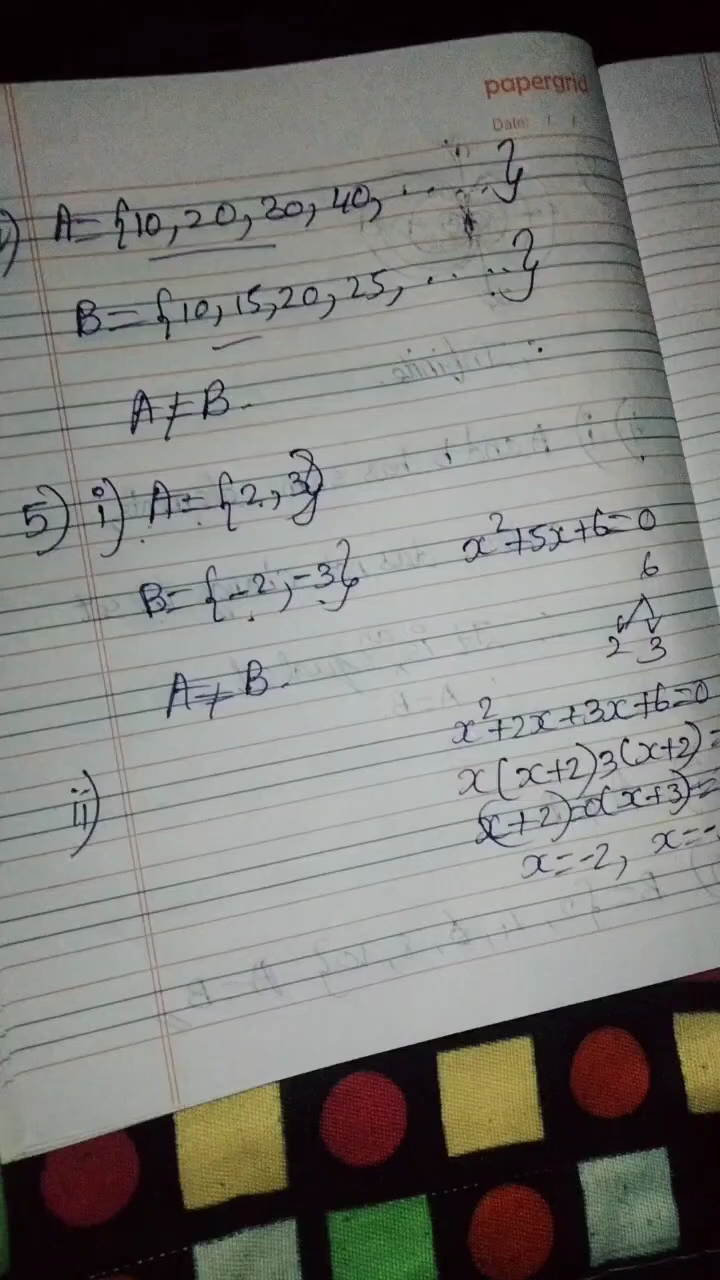 papergrid
Date: / /
A={10,20,30,40, ......}
B={10,15,20,25, ......}
A≠B.
5) i) A={2,3}
B={-2,-3}
x²+5x+6=0
6
2 3
A≠B.
x²+2x+3x+6=0
x(x+2)3(x+2)=
(x+2)(x+3)=
x=-2, x=-
ii)